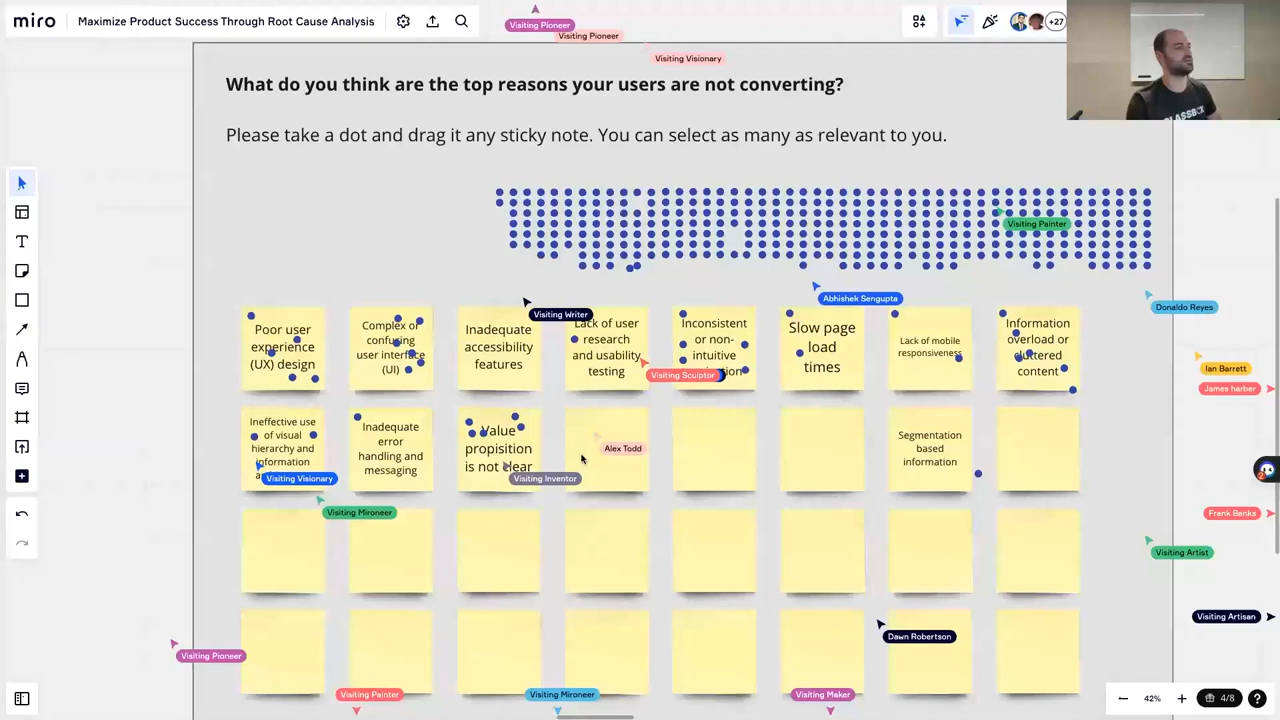 miro
Maximize Product Success Through Root Cause Analysis
Visiting Pioneer
Visiting Pioneer
Visiting Visionary
+27
CLASSBOX
What do you think are the top reasons your users are not converting?
Please take a dot and drag it any sticky note. You can select as many as relevant to you.
Visiting Painter
Abhishek Sengupta
Donaldo Reyes
Visiting Writer
Poor user
experience
(UX) design
Complex or
confusing
user interface
(UI)
Inadequate
accessibility
features
Lack of user
research
and usability
testing
Inconsistent
or non-
intuitive
Visiting Sculptor
Slow page
load
times
Lack of mobile
responsiveness
Information
overload or
cluttered
content
Ian Barrett
James harber
Ineffective use
of visual
hierarchy and
information
Visiting Visionary
Inadequate
error
handling and
messaging
Value
propisition
is not clear
Visiting Inventor
Alex Todd
Segmentation
based
information
Visiting Mironeer
Frank Banks
Visiting Artist
Visiting Artisan
Dawn Robertson
Visiting Pioneer
Visiting Painter
Visiting Mironeer
Visiting Maker
42%
4/8